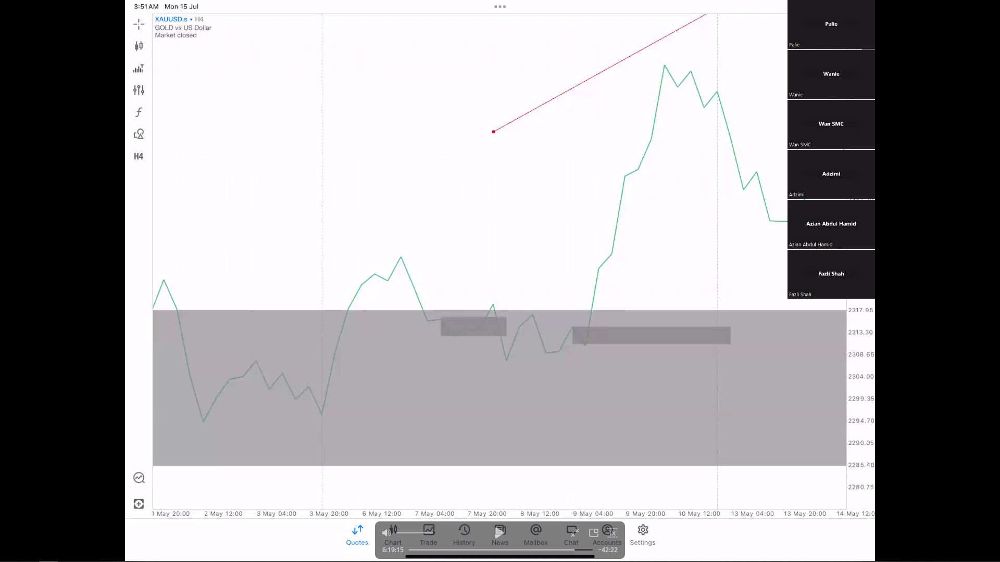 3:51 AM Mon 15 Jul
XAUUSD.s ▾ H4
GOLD vs US Dollar
Market closed
H4
Palie
Palie
Wanie
Wanie
Wan SMC
Wan SMC
Adzimi
Adzimi
Azian Abdul Hamid
Azian Abdul Hamid
Fazli Shah
Fazli Shah
2317.95
2313.30
2308.65
2304.00
2299.35
2294.70
2290.05
2285.40
2280.75
1 May 20:00 2 May 12:00 3 May 04:00 3 May 20:00 6 May 12:00 7 May 04:00 7 May 20:00 8 May 12:00 9 May 04:00 9 May 20:00 10 May 12:00 13 May 04:00 13 May 20:00 14 May 12:0
Quotes Chart Trade History News Mailbox Chat Accounts Settings
6:19:15 −42:22